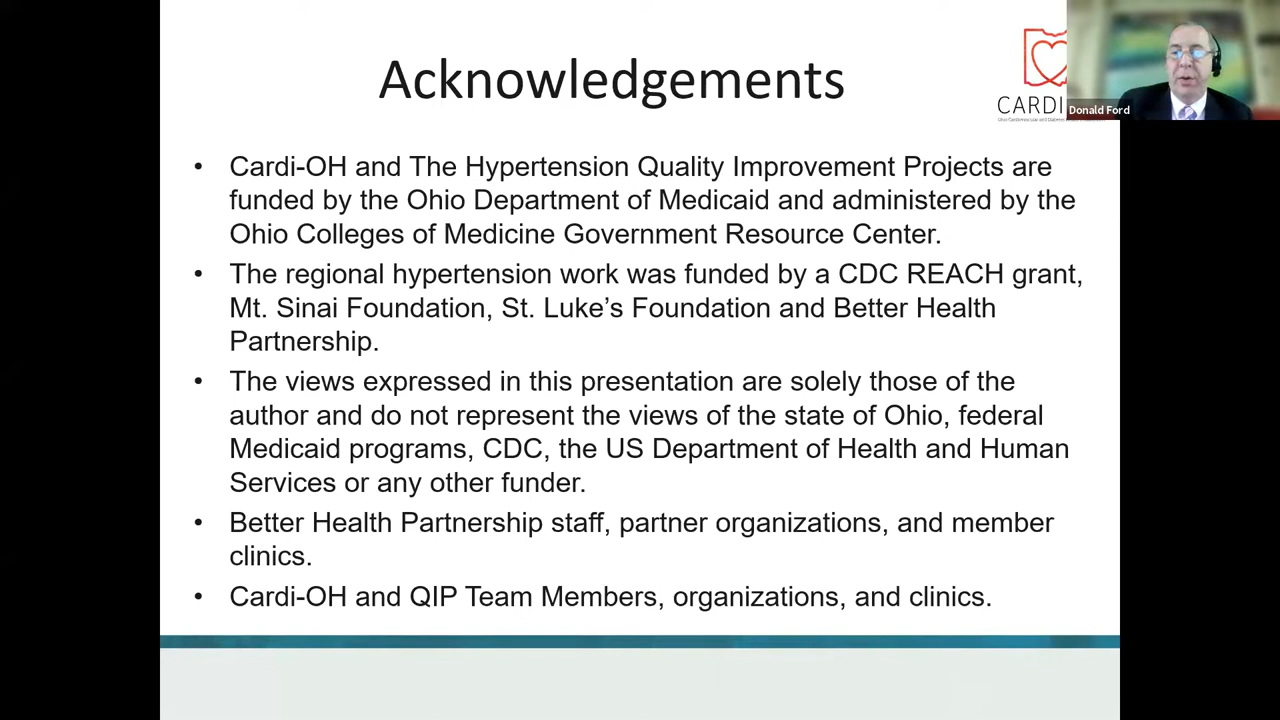 Acknowledgements
CARDI
Donald Ford
• Cardi-OH and The Hypertension Quality Improvement Projects are
funded by the Ohio Department of Medicaid and administered by the
Ohio Colleges of Medicine Government Resource Center.
• The regional hypertension work was funded by a CDC REACH grant,
Mt. Sinai Foundation, St. Luke’s Foundation and Better Health
Partnership.
• The views expressed in this presentation are solely those of the
author and do not represent the views of the state of Ohio, federal
Medicaid programs, CDC, the US Department of Health and Human
Services or any other funder.
• Better Health Partnership staff, partner organizations, and member
clinics.
• Cardi-OH and QIP Team Members, organizations, and clinics.